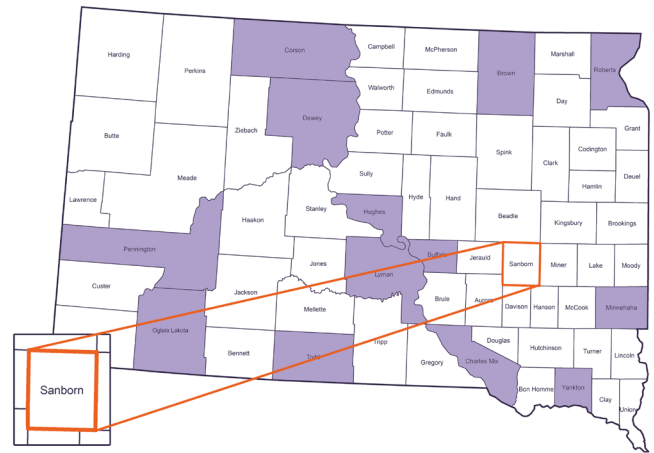 Harding
Perkins
Corson
Campbell
McPherson
Brown
Marshall
Roberts
Walworth
Edmunds
Day
Grant
Butte
Ziebach
Dewey
Potter
Faulk
Spink
Clark
Codington
Deuel
Meade
Sully
Hamlin
Lawrence
Stanley
Hughes
Hyde
Hand
Beadle
Kingsbury
Brookings
Haakon
Pennington
Buffalo
Jerauld
Sanborn
Miner
Lake
Moody
Jones
Lyman
Custer
Jackson
Brule
Aurora
Davison
Hanson
McCook
Minnehaha
Mellette
Oglala Lakota
Tripp
Douglas
Hutchinson
Turner
Lincoln
Bennett
Todd
Gregory
Charles Mix
Bon Homme
Yankton
Clay
Union
Sanborn